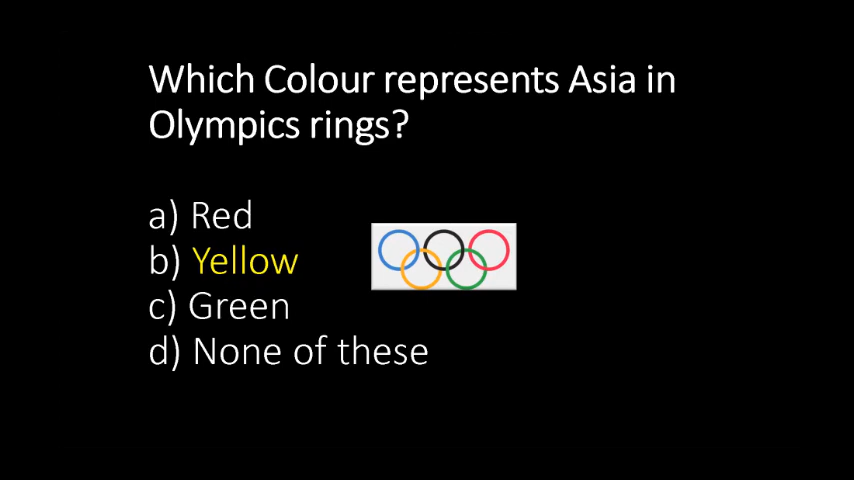 Which Colour represents Asia in
Olympics rings?
a) Red
b) Yellow
c) Green
d) None of these